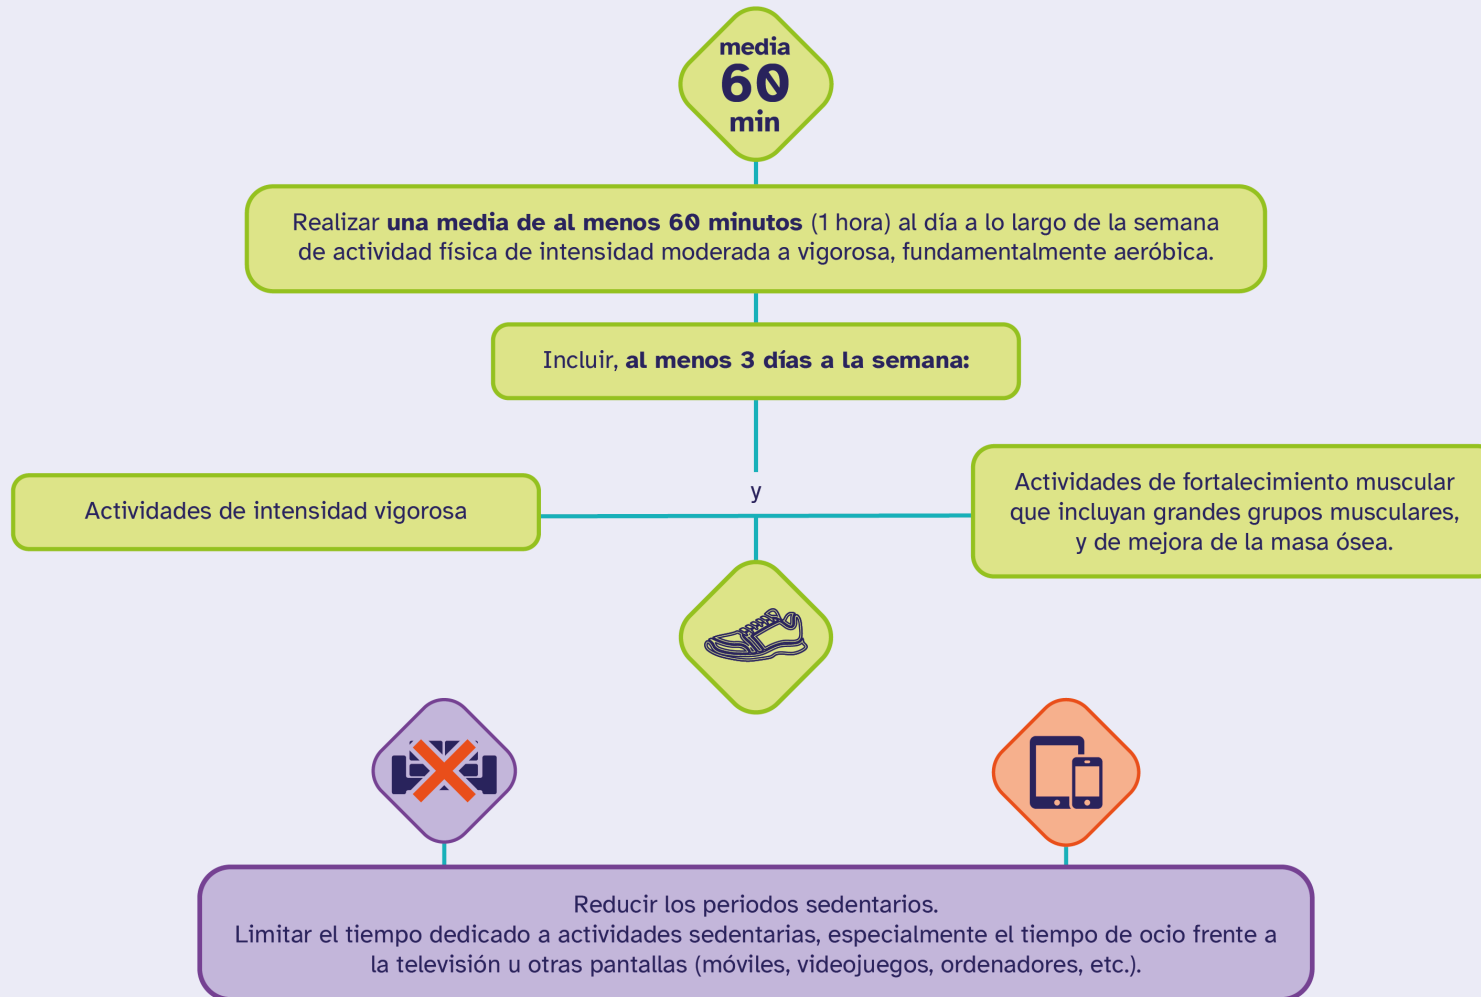 media
60
min
Realizar una media de al menos 60 minutos (1 hora) al día a lo largo de la semana
de actividad física de intensidad moderada a vigorosa, fundamentalmente aeróbica.
Incluir, al menos 3 días a la semana:
Actividades de intensidad vigorosa
y
Actividades de fortalecimiento muscular
que incluyan grandes grupos musculares,
y de mejora de la masa ósea.
Reducir los periodos sedentarios.
Limitar el tiempo dedicado a actividades sedentarias, especialmente el tiempo de ocio frente a
la televisión u otras pantallas (móviles, videojuegos, ordenadores, etc.).